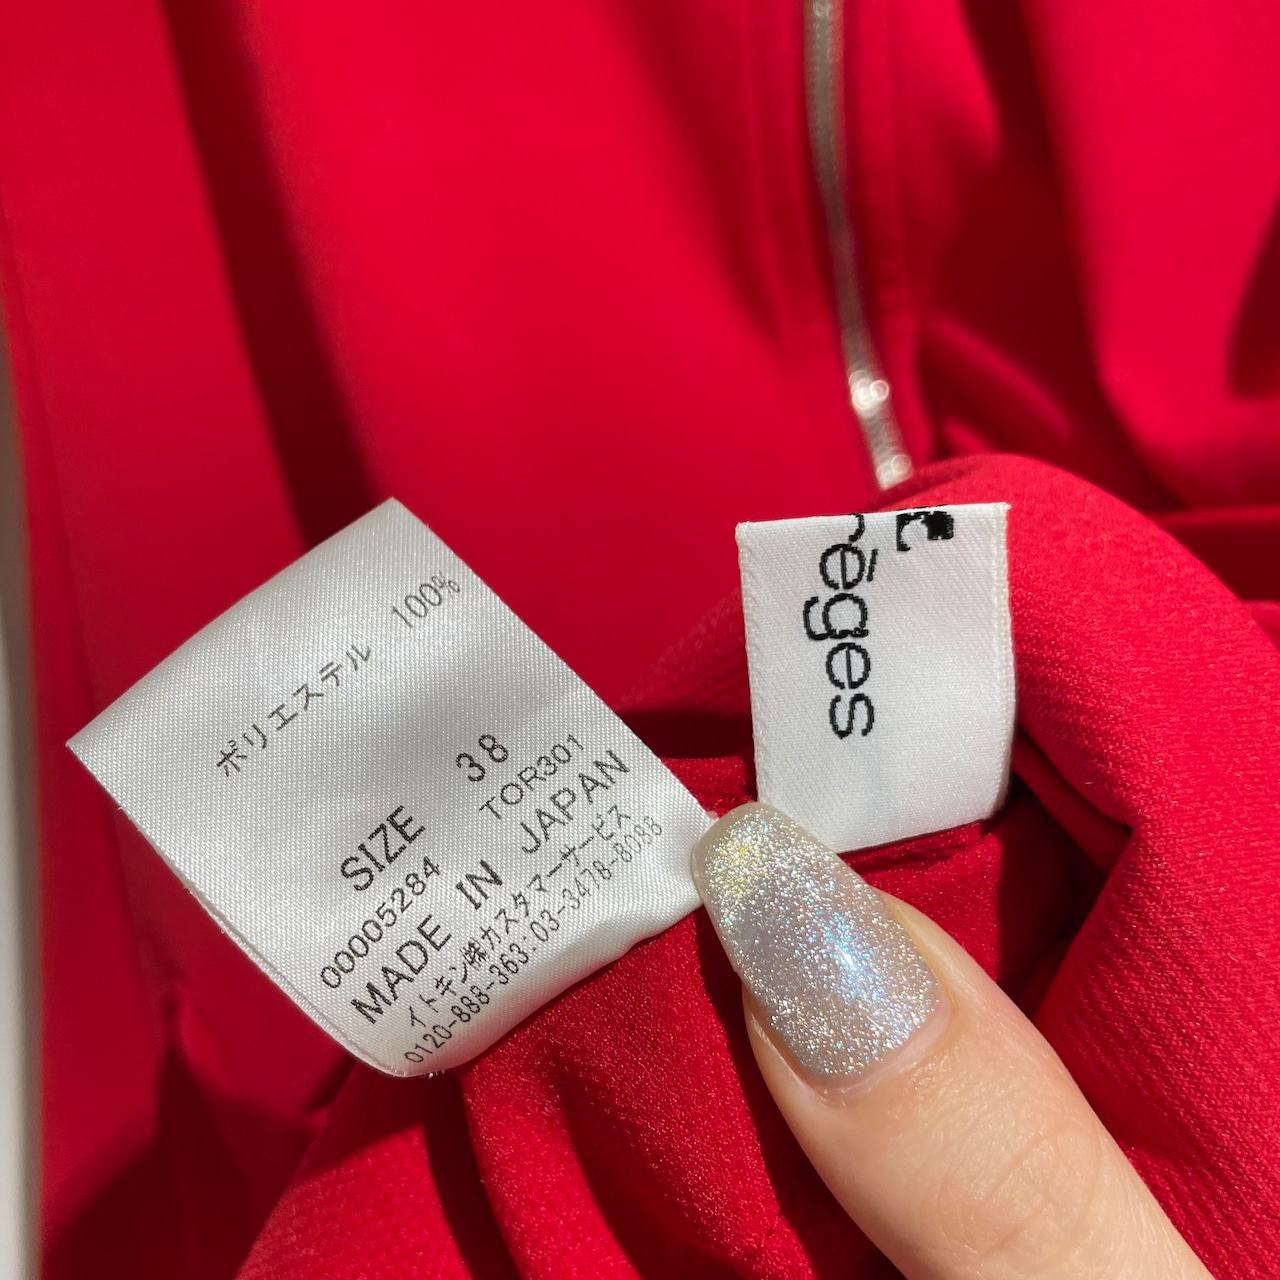 ポリエステル 100%
SIZE 38
00005284 TOR301
MADE IN JAPAN
イトキン㈱カスタマーサービス
0120-888-363:03-3478-8088
règes